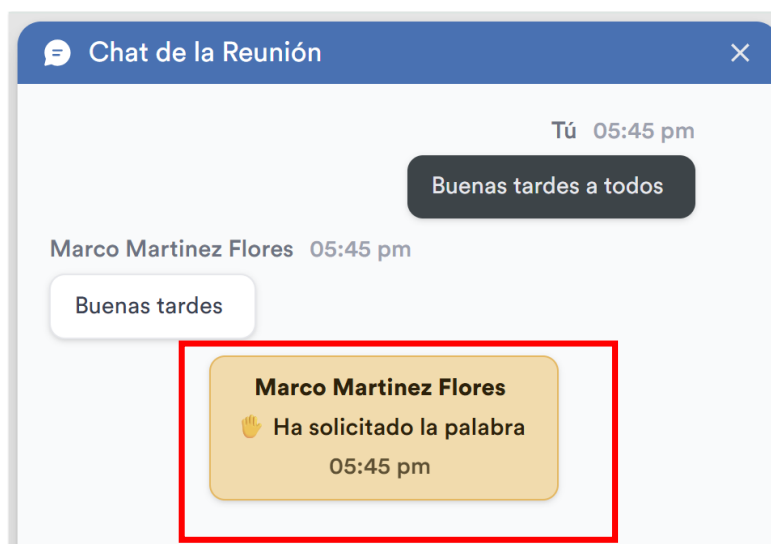 Chat de la Reunión
Tú 05:45 pm
Buenas tardes a todos
Marco Martinez Flores 05:45 pm
Buenas tardes
Marco Martinez Flores
Ha solicitado la palabra
05:45 pm